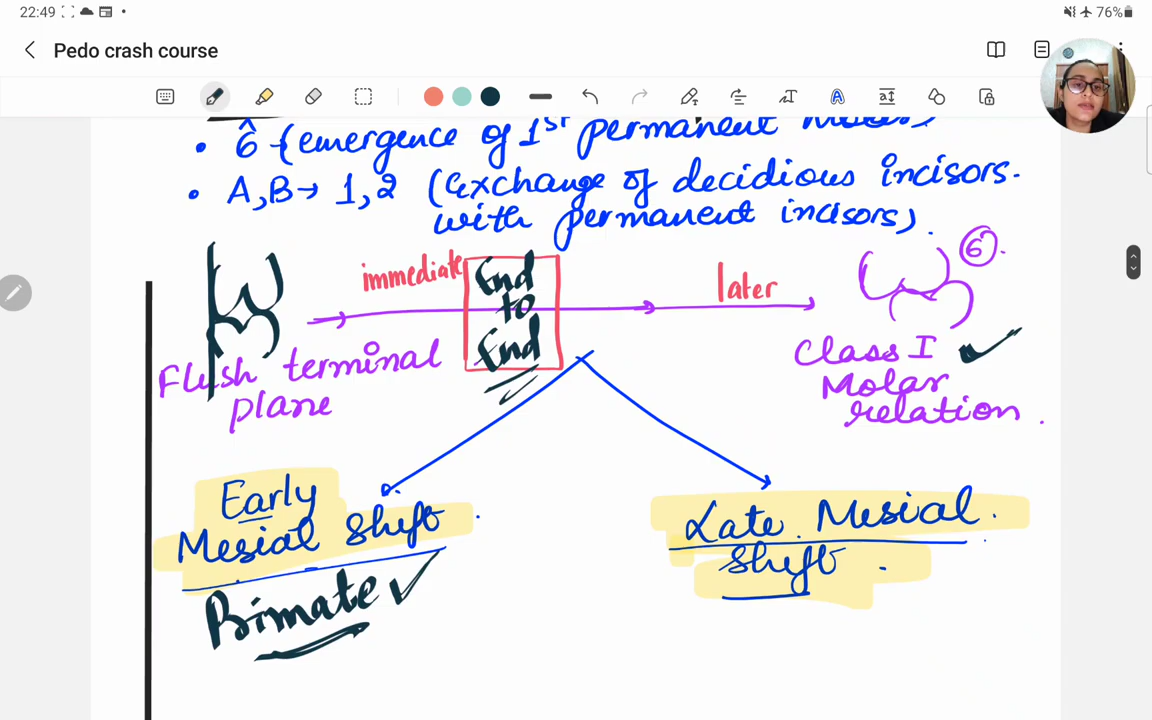 22:49
76%
Pedo crash course
• 6 (emergence of 1st permanent Molar)
• A, B → 1, 2 (Exchange of decidious incisors.
with permanent incisors).
immediate
End
to
End
later
6
Flush terminal
plane
Class I
Molar
relation.
Early
Mesial Shift.
Primate ✓
Late Mesial.
Shift.